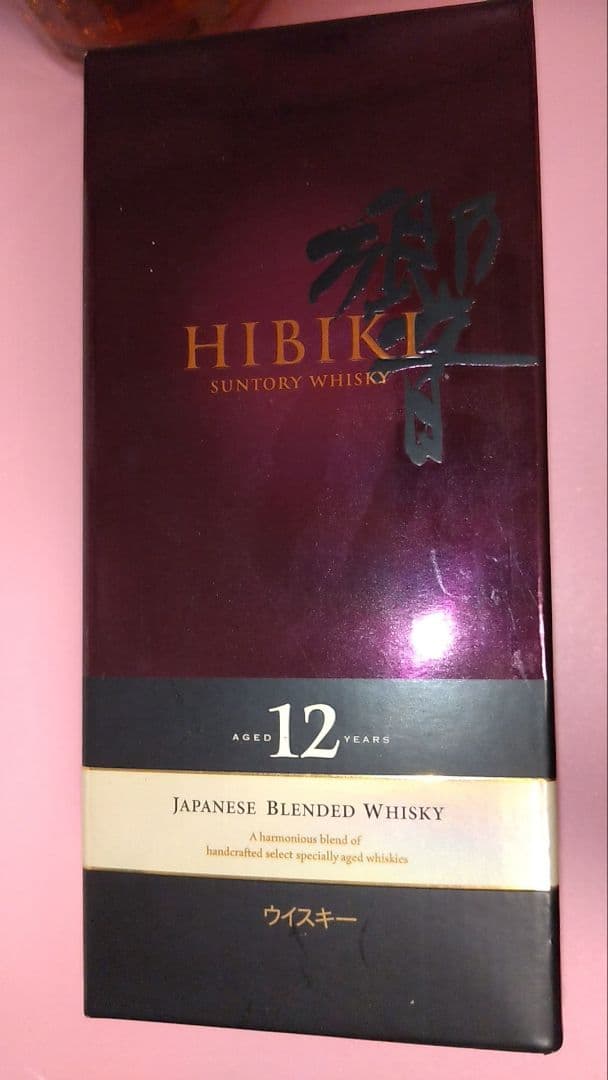 響
HIBIKI
SUNTORY WHISKY
AGED 12 YEARS
JAPANESE BLENDED WHISKY
A harmonious blend of
handcrafted select specially aged whiskies
ウイスキー